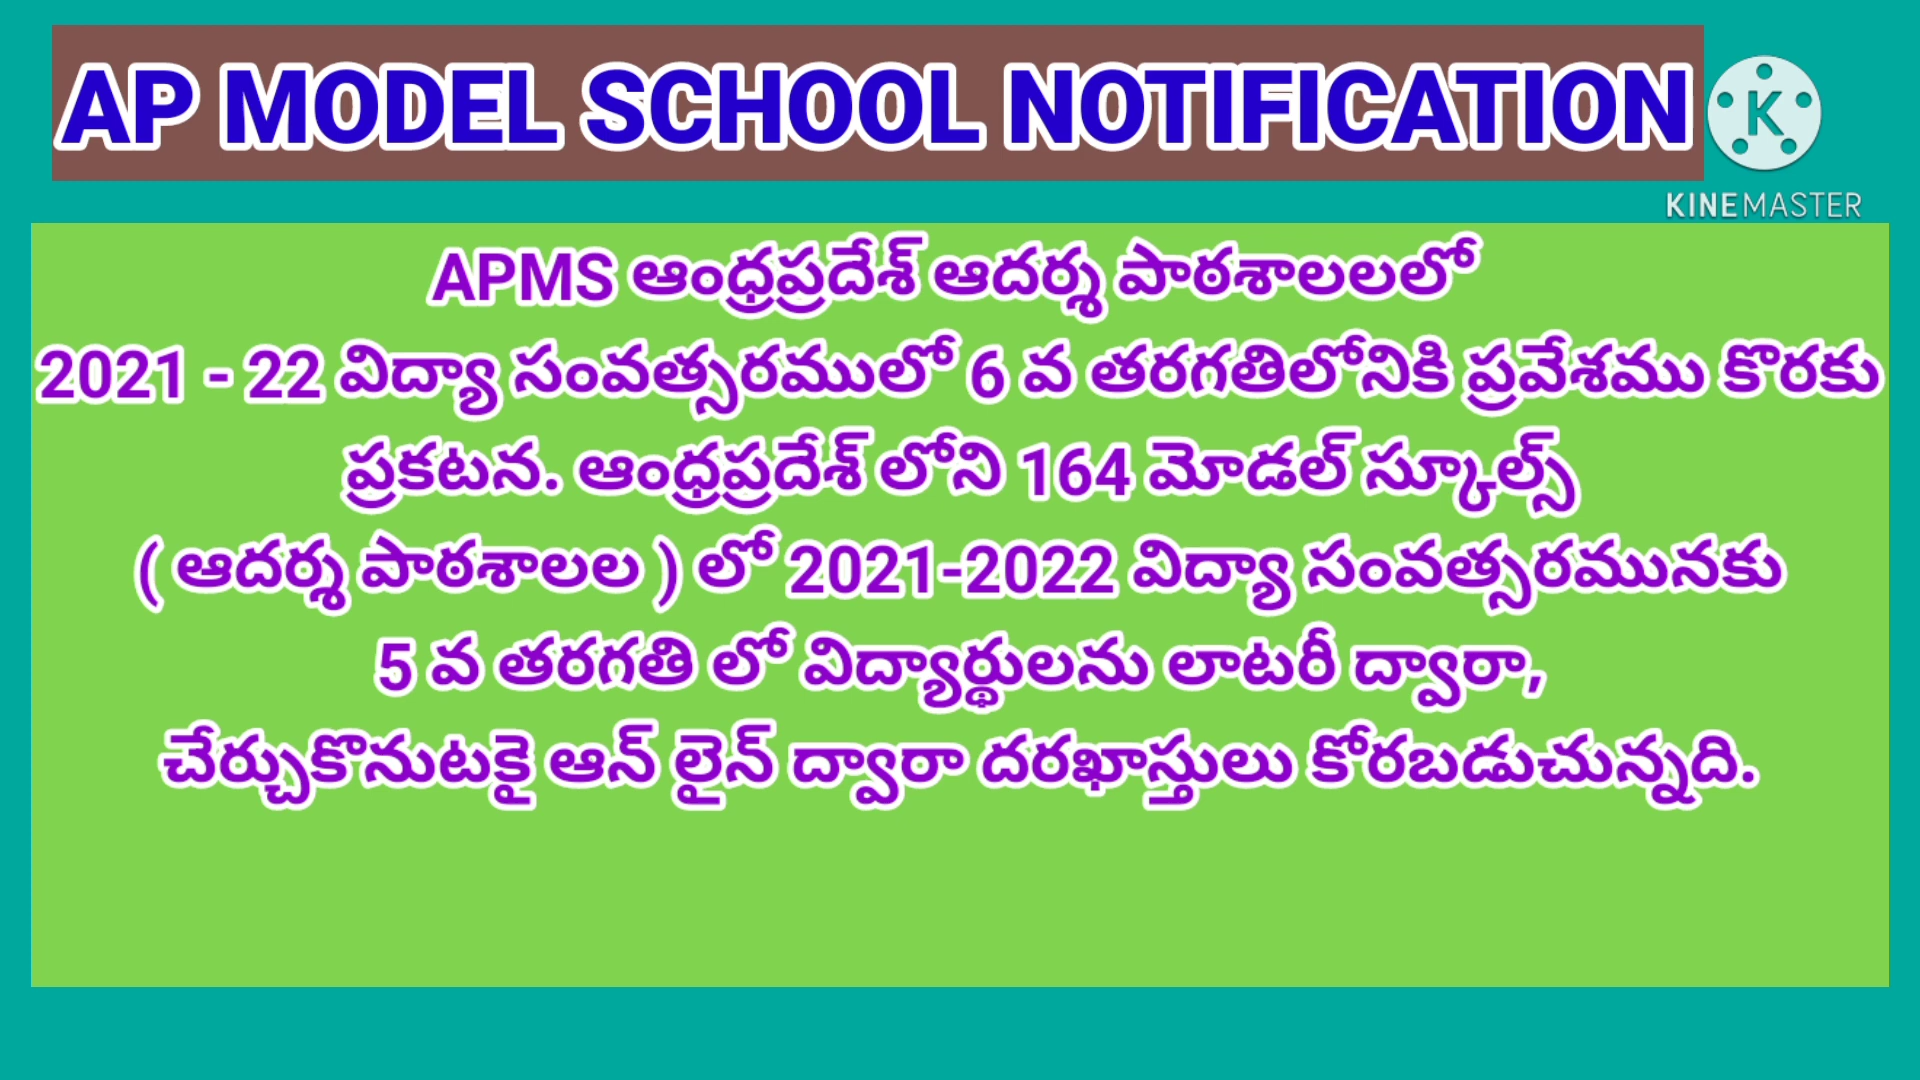 AP MODEL SCHOOL NOTIFICATION
K
KINEMASTER
APMS ఆంధ్రప్రదేశ్ ఆదర్శ పాఠశాలలలో
2021 - 22 విద్యా సంవత్సరములో 6 వ తరగతిలోనికి ప్రవేశము కొరకు
ప్రకటన. ఆంధ్రప్రదేశ్ లోని 164 మోడల్ స్కూల్స్
( ఆదర్శ పాఠశాలల ) లో 2021-2022 విద్యా సంవత్సరమునకు
5 వ తరగతి లో విద్యార్థులను లాటరీ ద్వారా,
చేర్చుకొనుటకై ఆన్ లైన్ ద్వారా దరఖాస్తులు కోరబడుచున్నది.